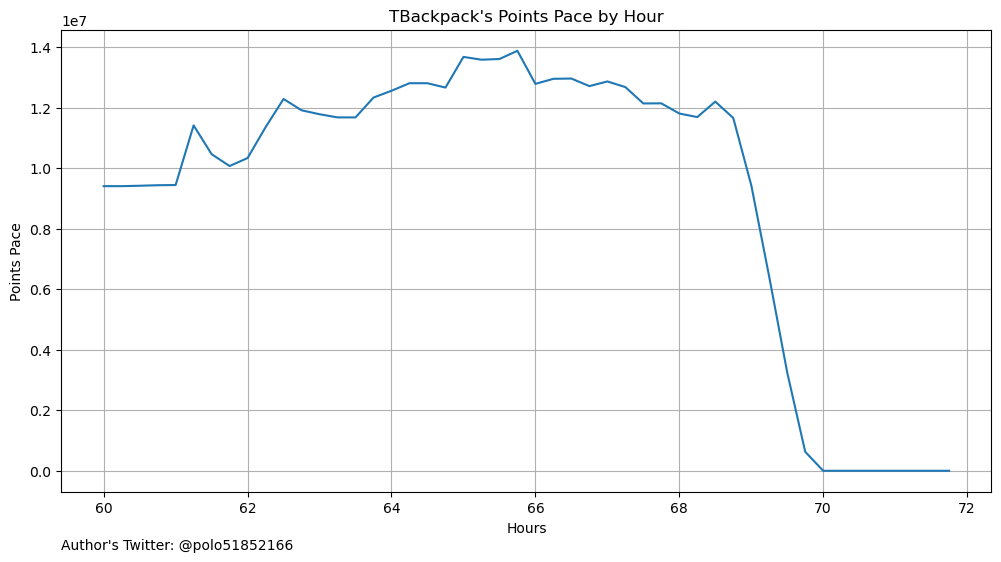 TBackpack's Points Pace by Hour
1e7
1.4
1.2
1.0
0.8
0.6
0.4
0.2
0.0
Points Pace
60 62 64 66 68 70 72
Hours
Author's Twitter: @polo51852166